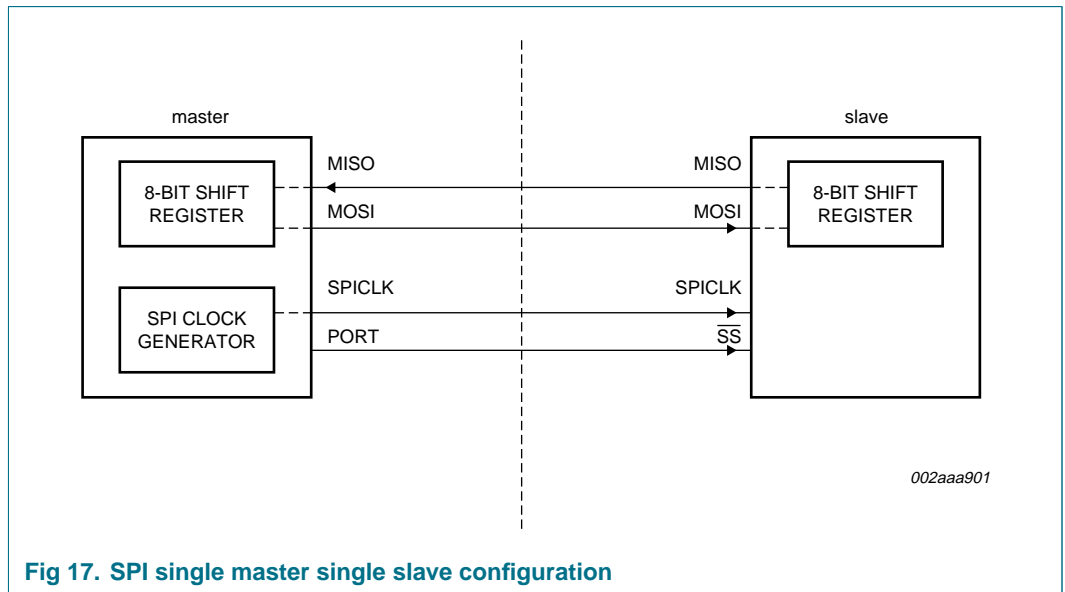 master
slave
MISO
MISO
8-BIT SHIFT
REGISTER
8-BIT SHIFT
REGISTER
MOSI
MOSI
SPICLK
SPICLK
SPI CLOCK
GENERATOR
PORT
S̅S̅
002aaa901
Fig 17. SPI single master single slave configuration